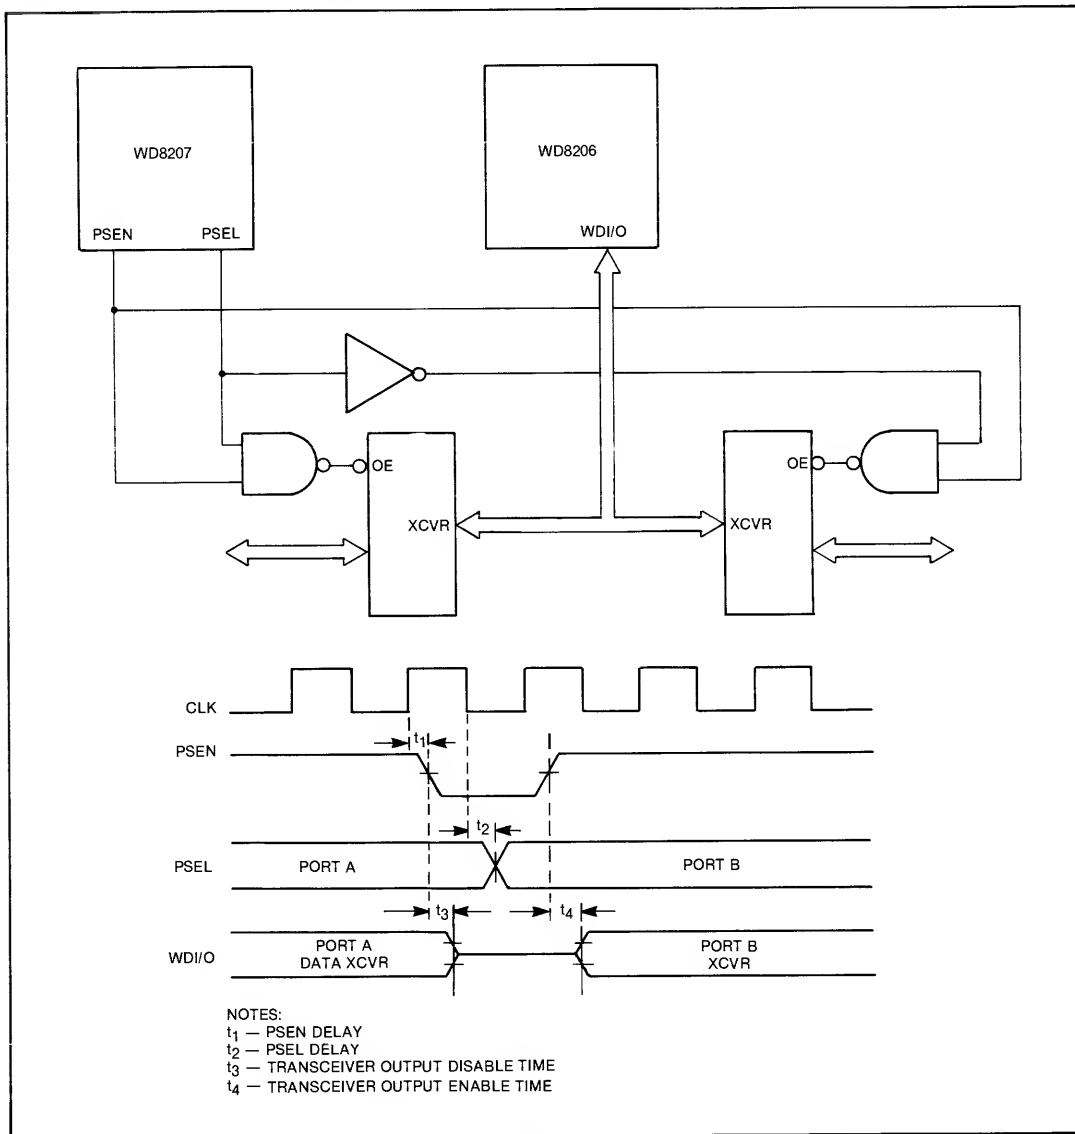 WD8207
WD8206
PSEN PSEL
WDI/O
OE
OE
XCVR
XCVR
CLK
t1
PSEN
t2
PSEL PORT A PORT B
t3 t4
WDI/O PORT A DATA XCVR PORT B XCVR
NOTES:
t1 — PSEN DELAY
t2 — PSEL DELAY
t3 — TRANSCEIVER OUTPUT DISABLE TIME
t4 — TRANSCEIVER OUTPUT ENABLE TIME